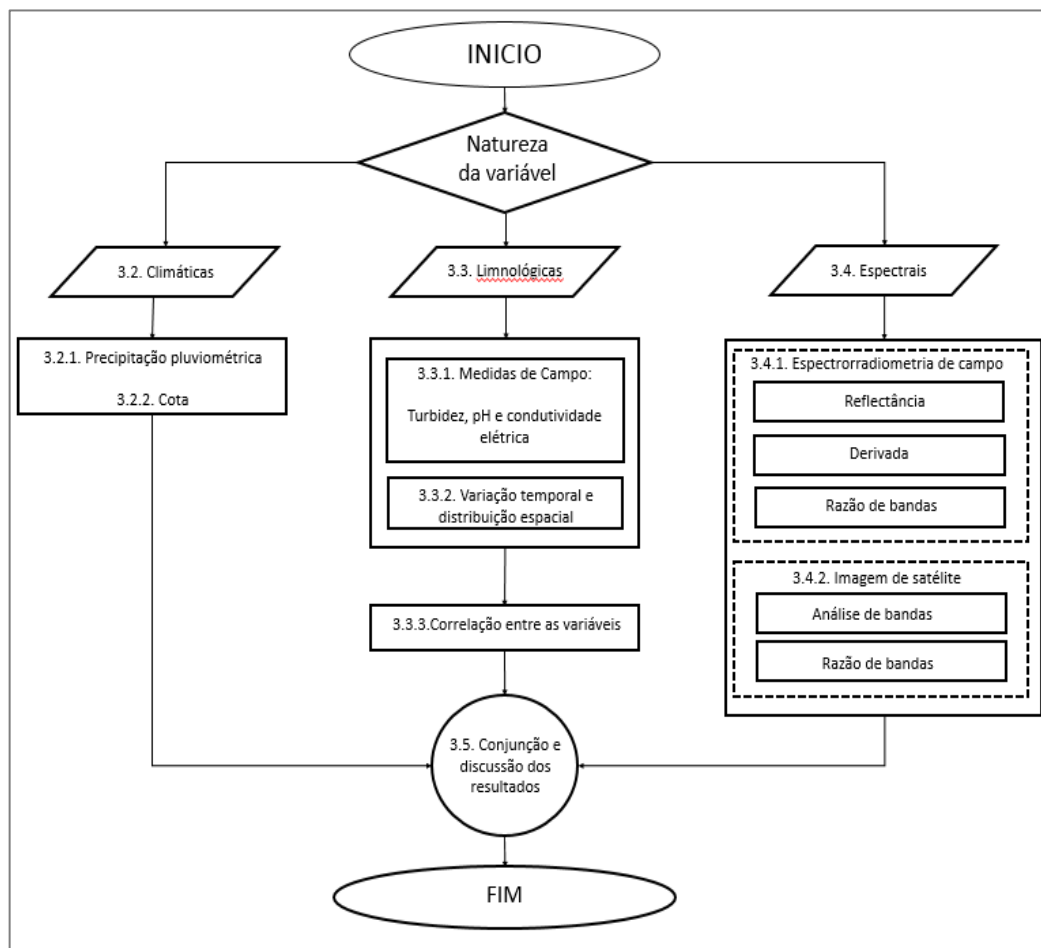 INICIO
Natureza
da variável
3.2. Climáticas
3.2.1. Precipitação pluviométrica
3.2.2. Cota
3.3. Limnológicas
3.3.1. Medidas de Campo:
Turbidez, pH e condutividade
elétrica
3.3.2. Variação temporal e
distribuição espacial
3.3.3.Correlação entre as variáveis
3.4. Espectrais
3.4.1. Espectrorradiometria de campo
Reflectância
Derivada
Razão de bandas
3.4.2. Imagem de satélite
Análise de bandas
Razão de bandas
3.5. Conjunção e
discussão dos
resultados
FIM